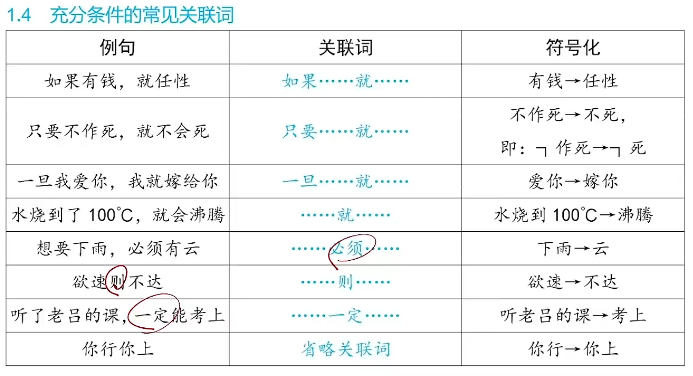 1.4 充分条件的常见关联词
例句 关联词 符号化
如果有钱，就任性 如果……就…… 有钱→任性
只要不作死，就不会死 只要……就…… 不作死→不死，
即：┐作死→┐死
一旦我爱你，我就嫁给你 一旦……就…… 爱你→嫁你
水烧到了100℃，就会沸腾 ……就…… 水烧到100℃→沸腾
想要下雨，必须有云 ……必须…… 下雨→云
欲速则不达 ……则…… 欲速→不达
听了老吕的课，一定能考上 ……一定…… 听老吕的课→考上
你行你上 省略关联词 你行→你上